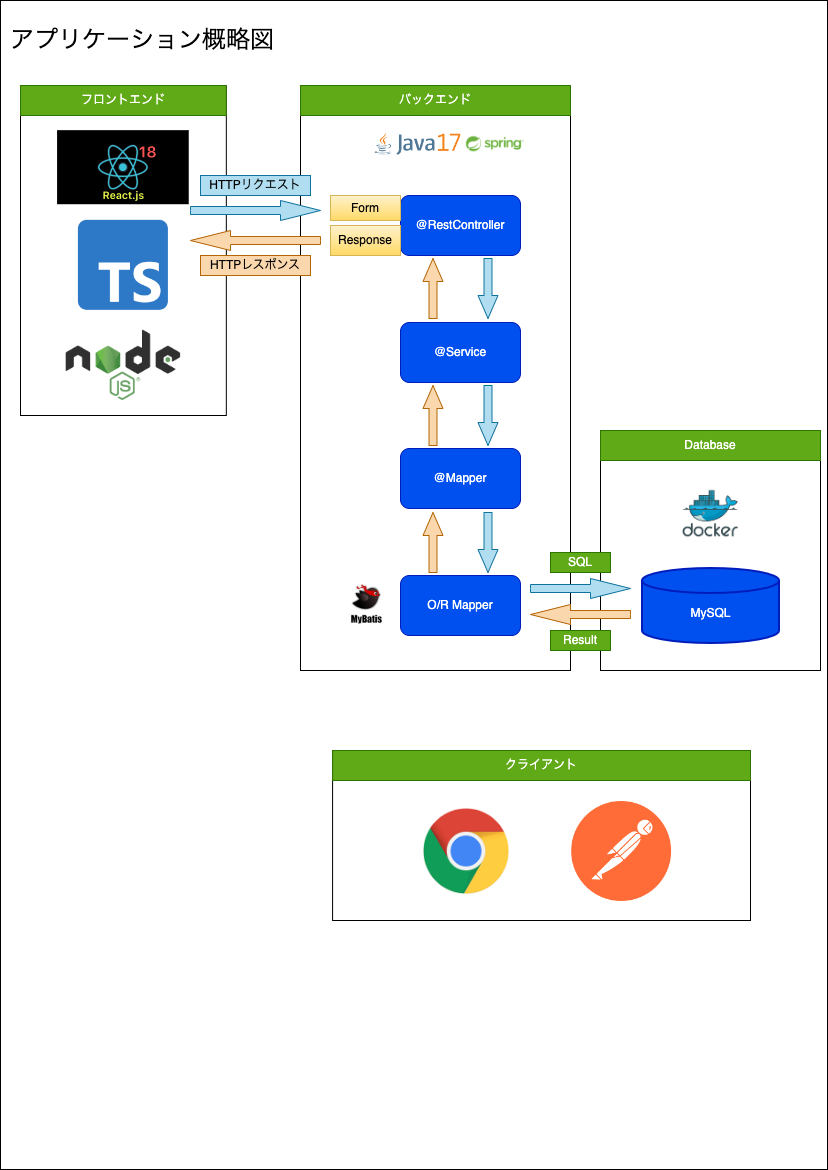 アプリケーション概略図
フロントエンド
18
React.js
TS
node
JS
HTTPリクエスト
HTTPレスポンス
バックエンド
Java17 spring
Form
Response
@RestController
@Service
@Mapper
O/R Mapper
MyBatis
SQL
Result
Database
docker
MySQL
クライアント